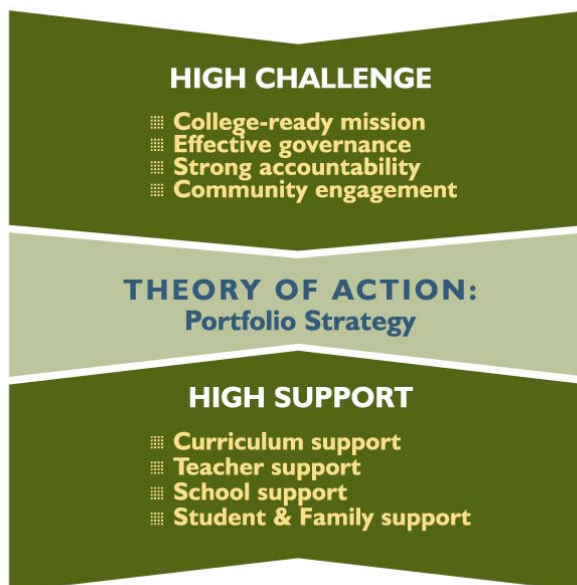 HIGH CHALLENGE
College-ready mission
Effective governance
Strong accountability
Community engagement
THEORY OF ACTION:
Portfolio Strategy
HIGH SUPPORT
Curriculum support
Teacher support
School support
Student & Family support